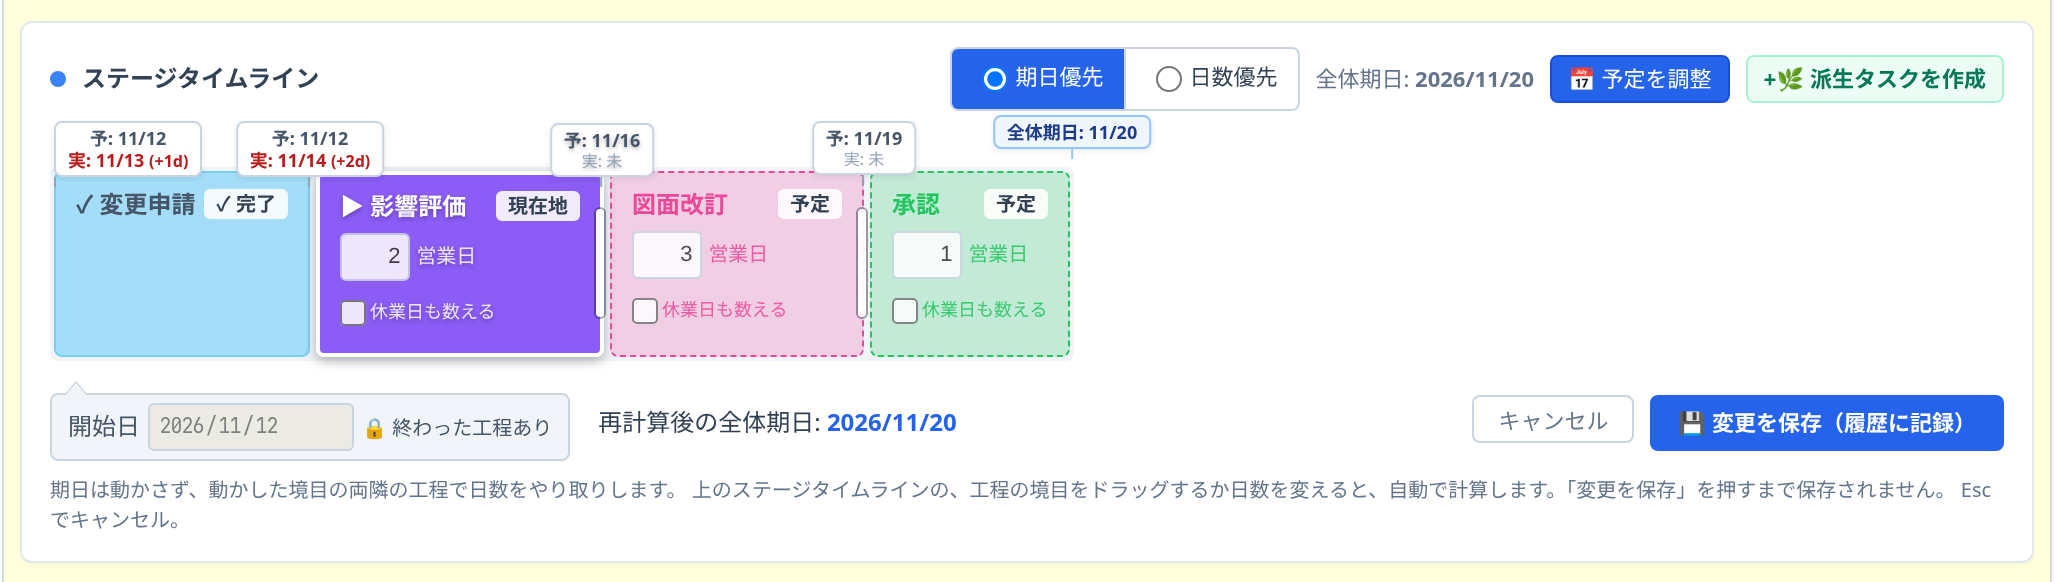 ステージタイムライン
期日優先
日数優先
全体期日: 2026/11/20
📅 予定を調整
+🌿 派生タスクを作成
予: 11/12
実: 11/13 (+1d)
予: 11/12
実: 11/14 (+2d)
予: 11/16
実: 未
予: 11/19
実: 未
全体期日: 11/20
✓ 変更申請
✓ 完了
▶ 影響評価
現在地
2 営業日
休業日も数える
図面改訂
予定
3 営業日
休業日も数える
承認
予定
1 営業日
休業日も数える
開始日 2026/11/12 🔒 終わった工程あり
再計算後の全体期日: 2026/11/20
キャンセル
💾 変更を保存（履歴に記録）
期日は動かさず、動かした境目の両隣の工程で日数をやり取りします。 上のステージタイムラインの、工程の境目をドラッグするか日数を変えると、自動で計算します。「変更を保存」を押すまで保存されません。 Esc
でキャンセル。